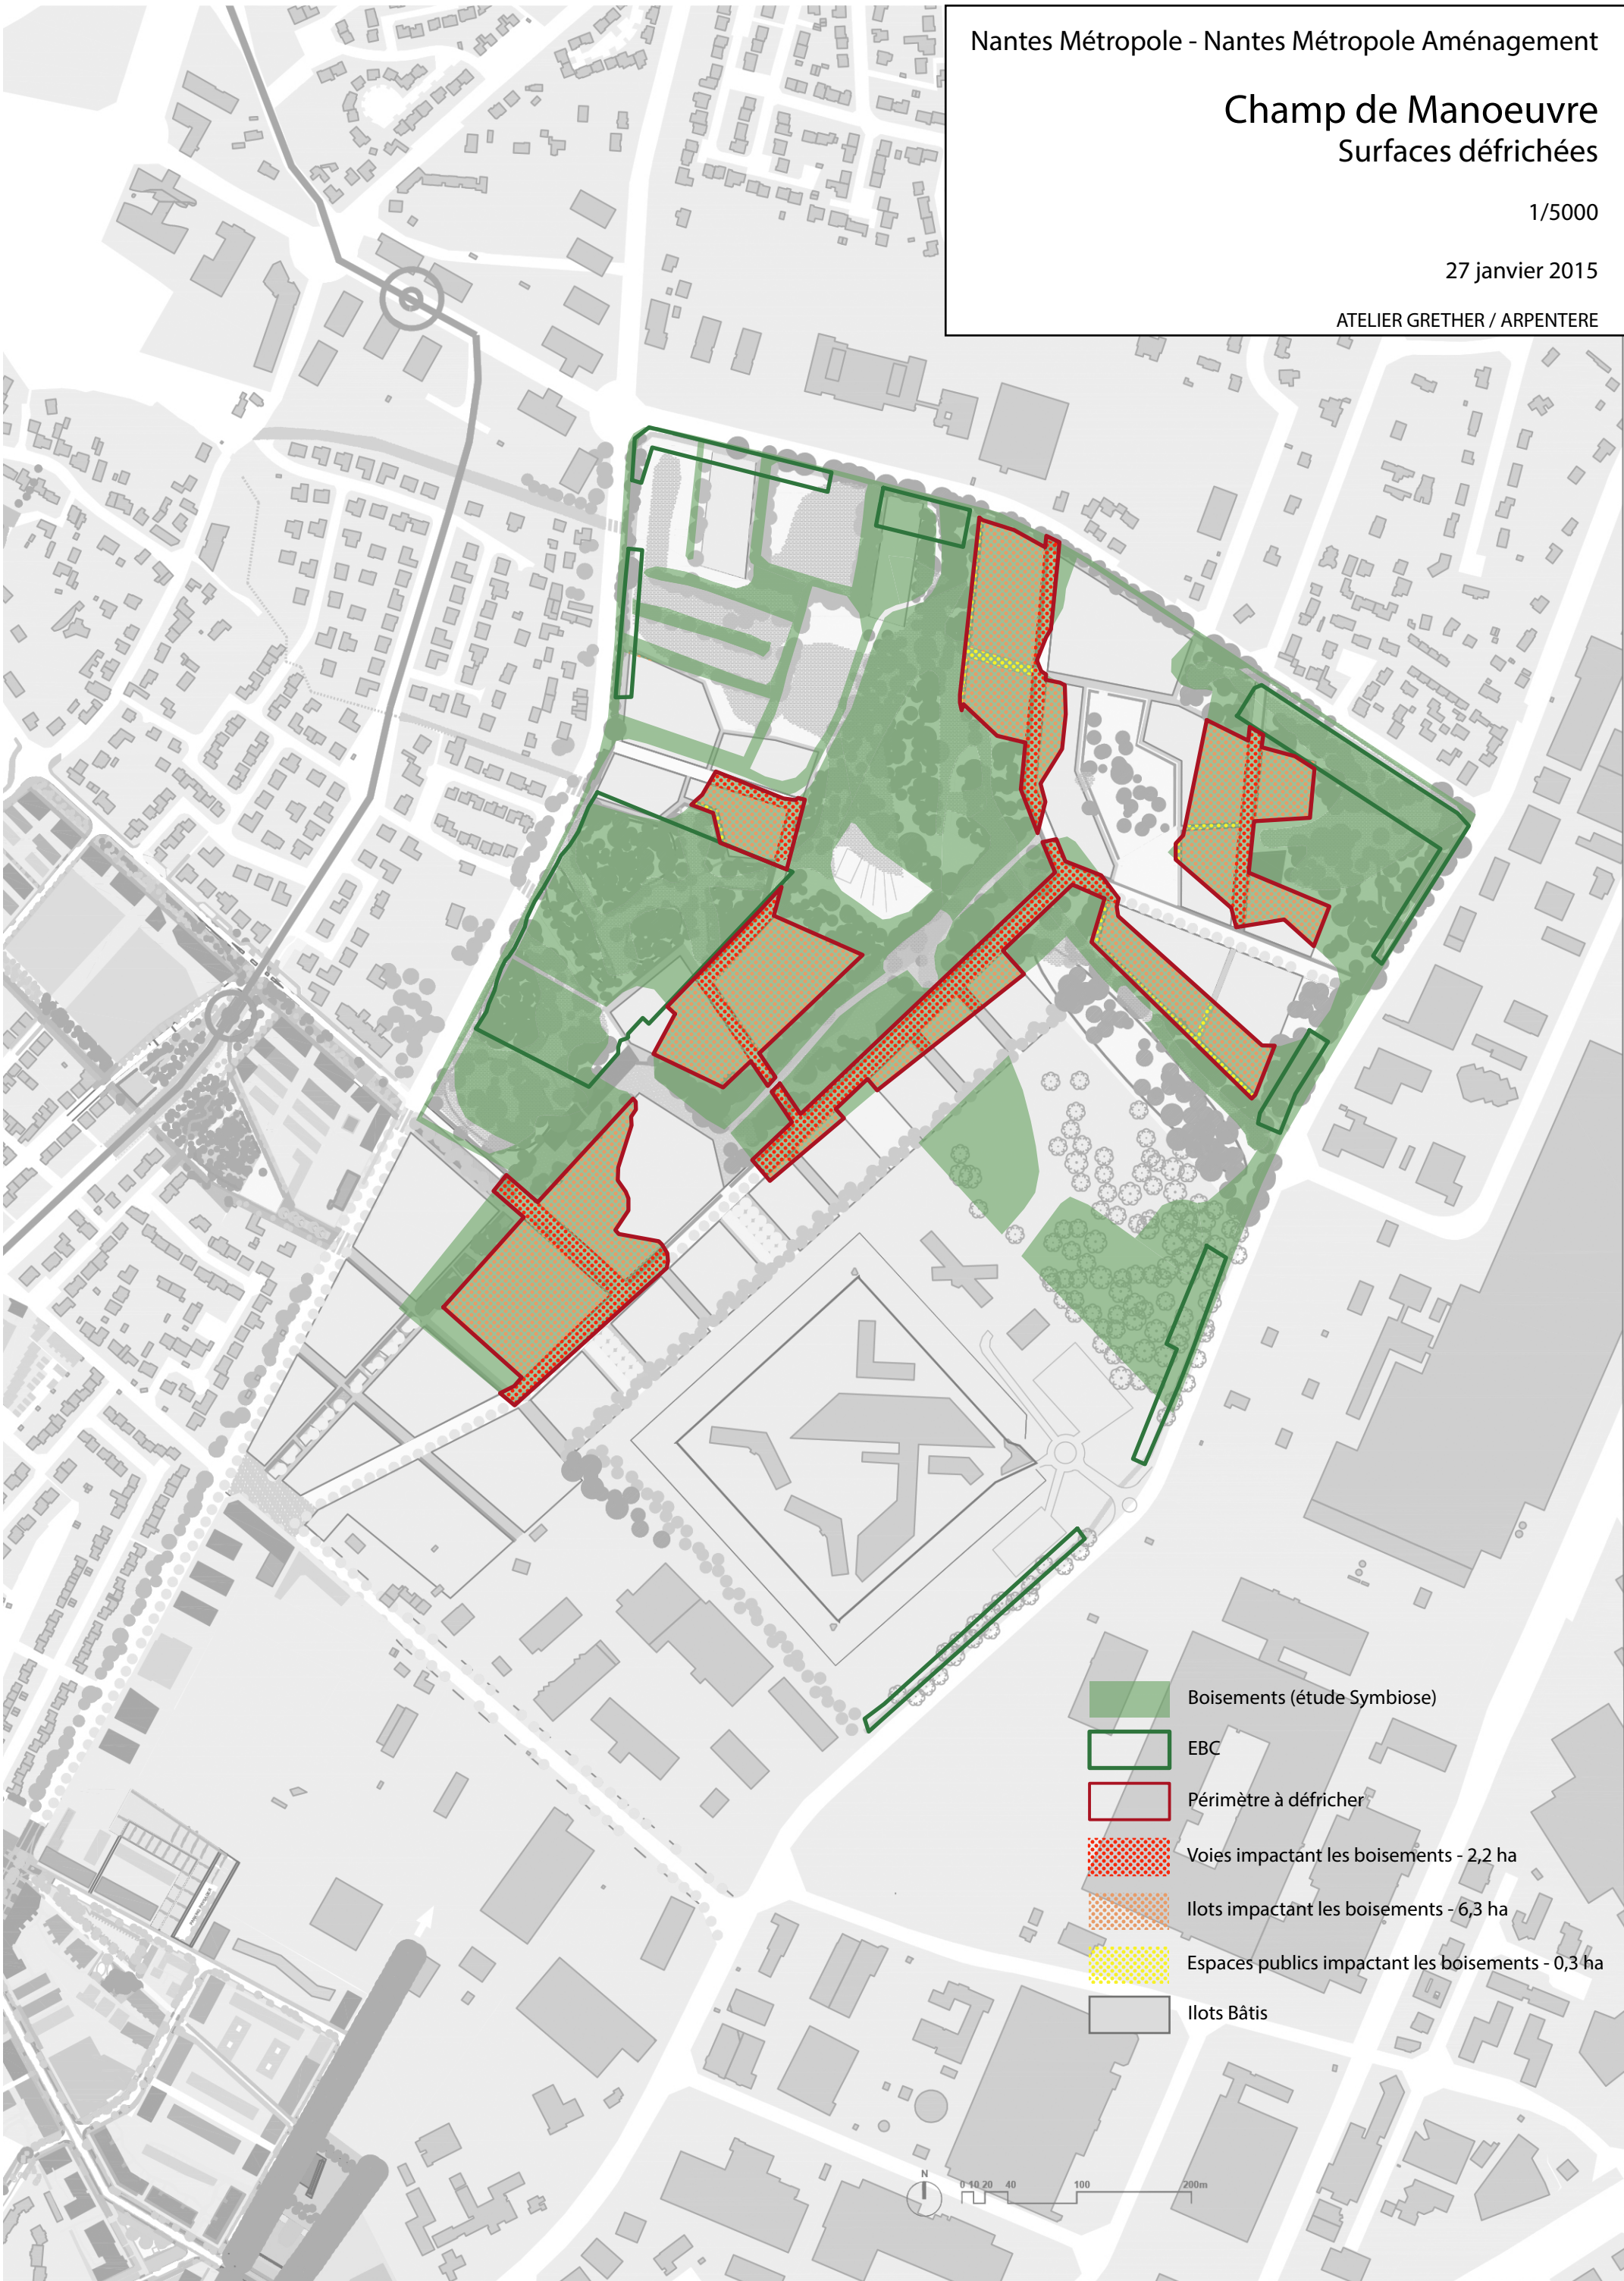 Nantes Métropole - Nantes Métropole Aménagement
Champ de Manoeuvre
Surfaces défrichées
1/5000
27 janvier 2015
ATELIER GRETHER / ARPENTERE
Boisements (étude Symbiose)
EBC
Périmètre à défricher
Voies impactant les boisements - 2,2 ha
Ilots impactant les boisements - 6,3 ha
Espaces publics impactant les boisements - 0,3 ha
Ilots Bâtis
N
0 10 20 40 100 200m